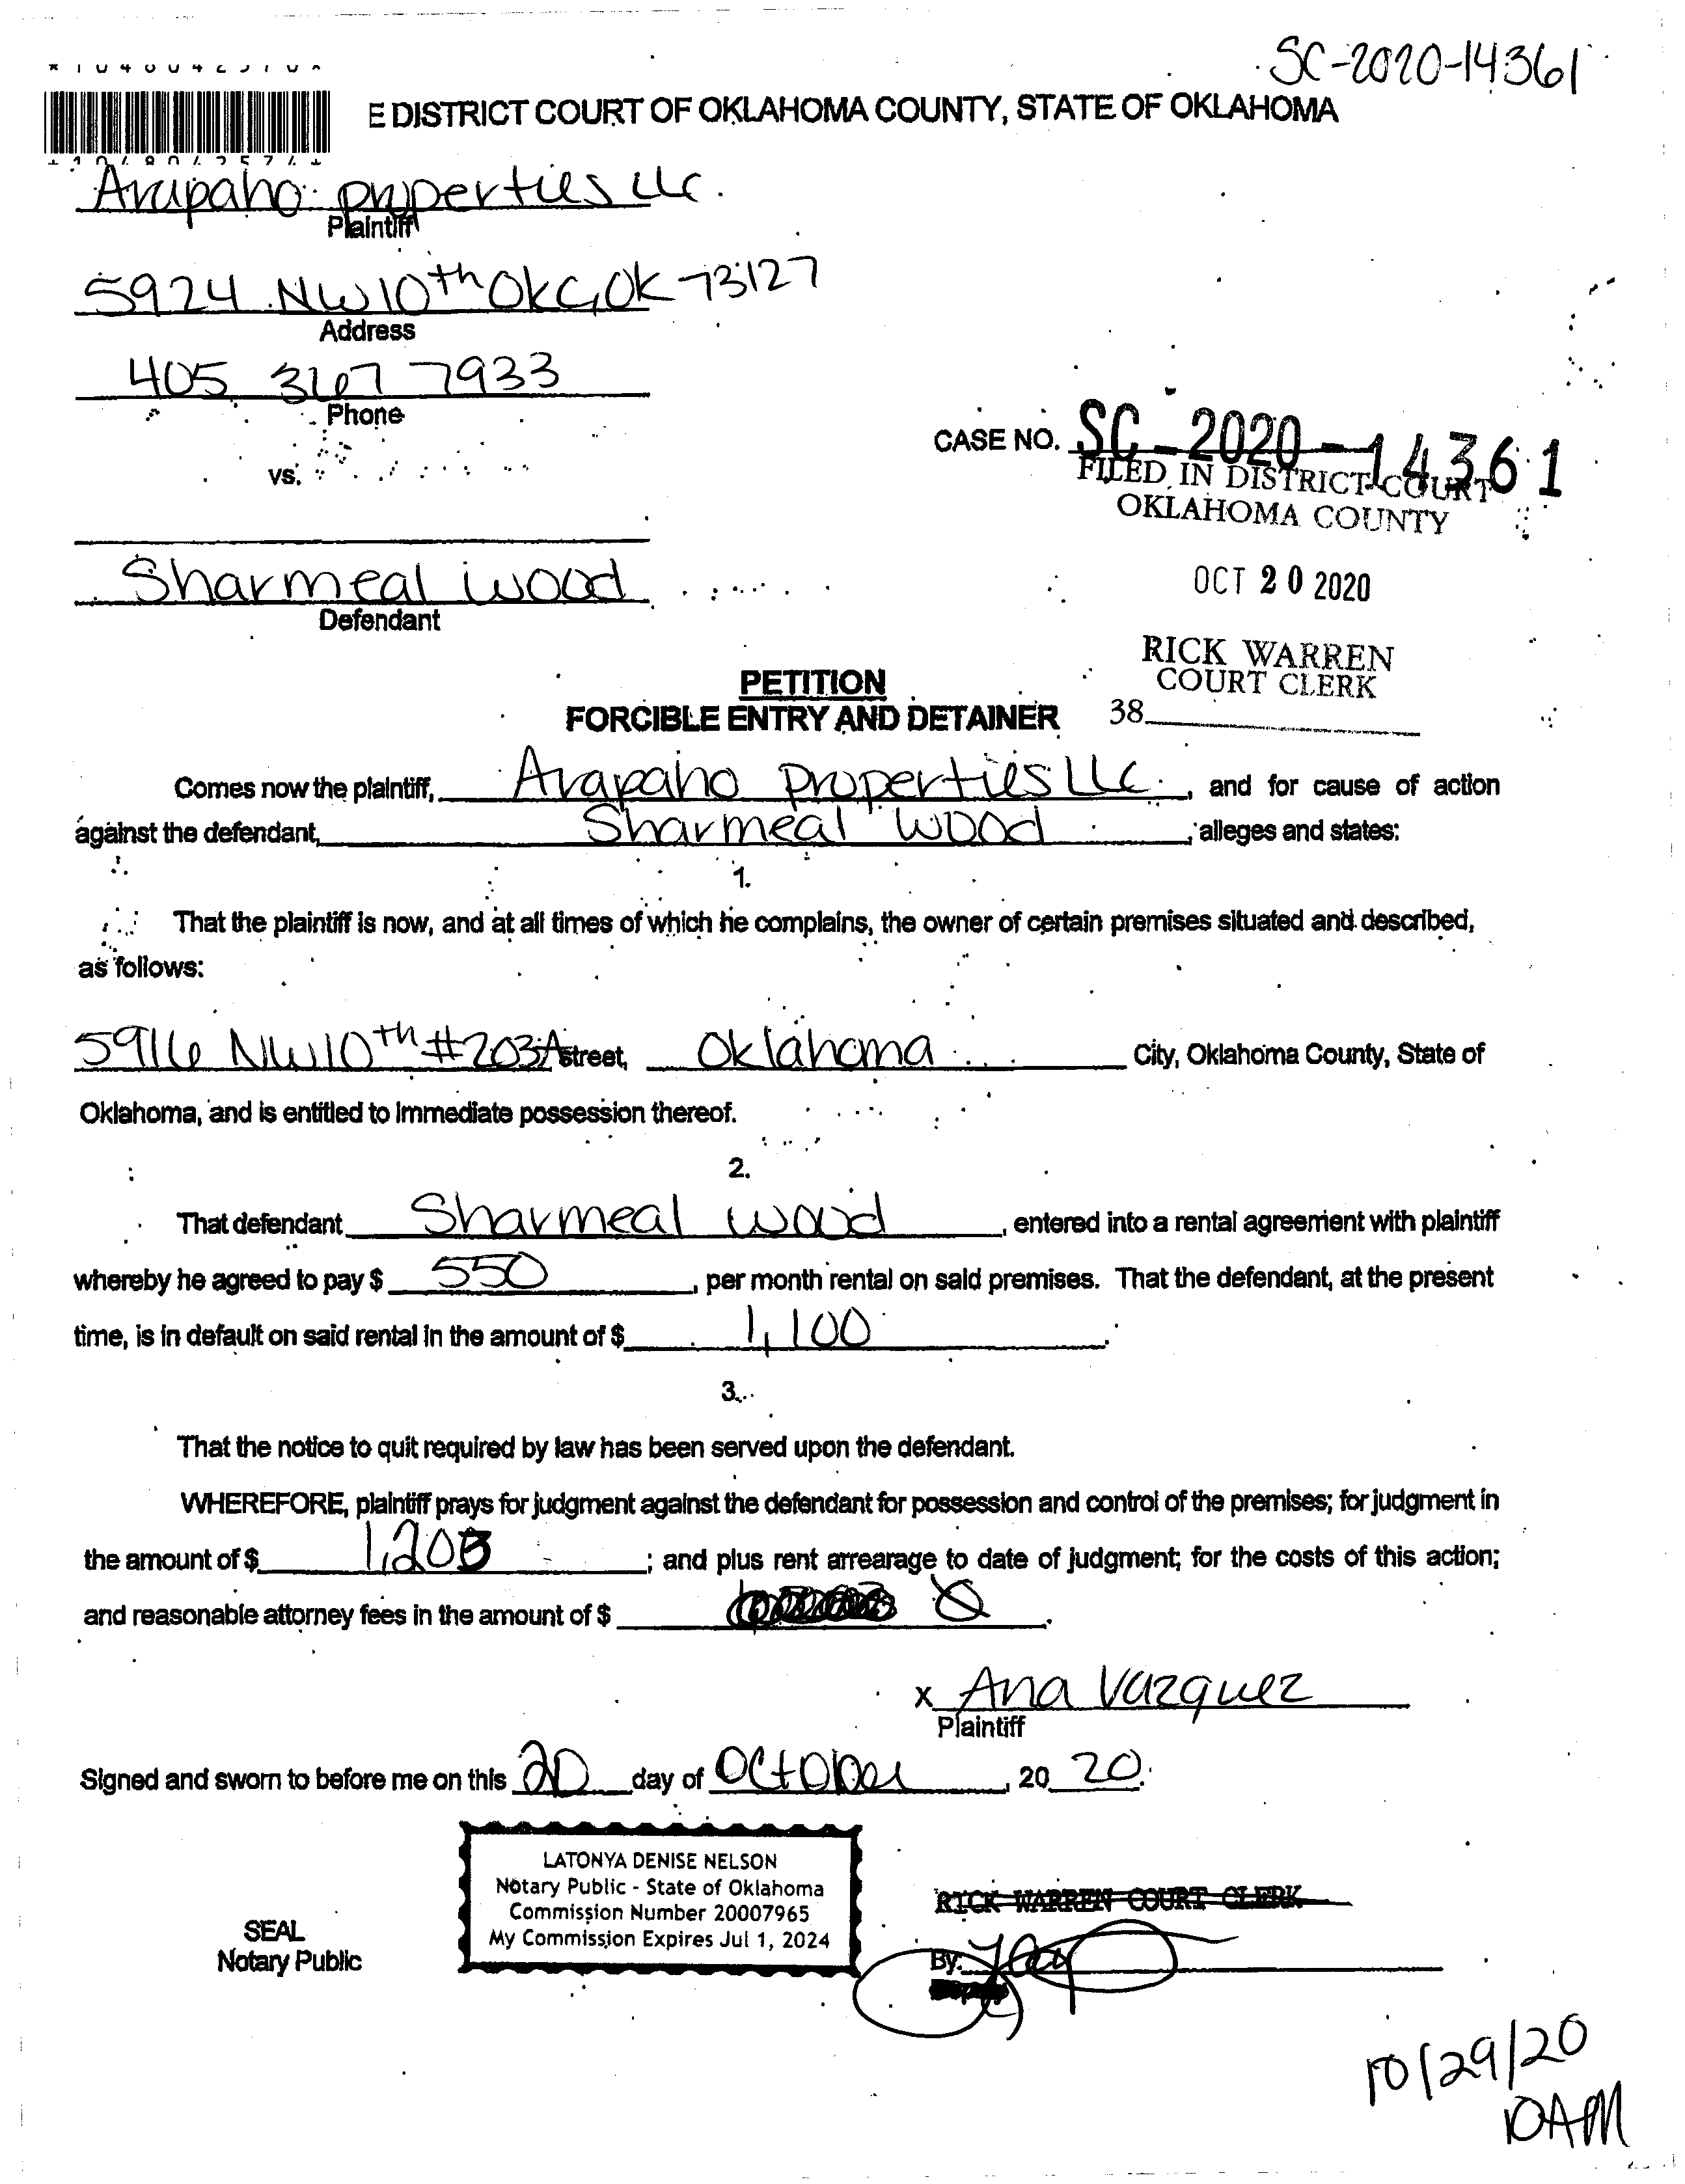 SC-2020-14361
E DISTRICT COURT OF OKLAHOMA COUNTY, STATE OF OKLAHOMA
Arapaho properties LLC.
Plaintiff
5924 NW 10th OKC, OK 73127
Address
405 367 7933
Phone
CASE NO. SC - 2020 - 14361
vs.
FILED IN DISTRICT COURT
OKLAHOMA COUNTY
Sharmeal Wood
Defendant
OCT 20 2020
RICK WARREN
COURT CLERK
38
PETITION
FORCIBLE ENTRY AND DETAINER
Comes now the plaintiff, Arapaho properties LLC, and for cause of action
against the defendant, Sharmeal Wood, alleges and states:
1.
That the plaintiff is now, and at all times of which he complains, the owner of certain premises situated and described,
as follows:
5916 NW 10th #203A street, Oklahoma City, Oklahoma County, State of
Oklahoma, and is entitled to immediate possession thereof.
2.
That defendant Sharmeal Wood, entered into a rental agreement with plaintiff
whereby he agreed to pay $ 550, per month rental on said premises. That the defendant, at the present
time, is in default on said rental in the amount of $ 1,100.
3.
That the notice to quit required by law has been served upon the defendant.
WHEREFORE, plaintiff prays for judgment against the defendant for possession and control of the premises; for judgment in
the amount of $ ; and plus rent arrearage to date of judgment; for the costs of this action;
and reasonable attorney fees in the amount of $ .
x Ana Vazquez
Plaintiff
Signed and sworn to before me on this 20 day of October, 20 20.
LATONYA DENISE NELSON
Notary Public - State of Oklahoma
Commission Number 20007965
My Commission Expires Jul 1, 2024
SEAL
Notary Public
RICK WARREN COURT CLERK
By:
10/29/20
10AM